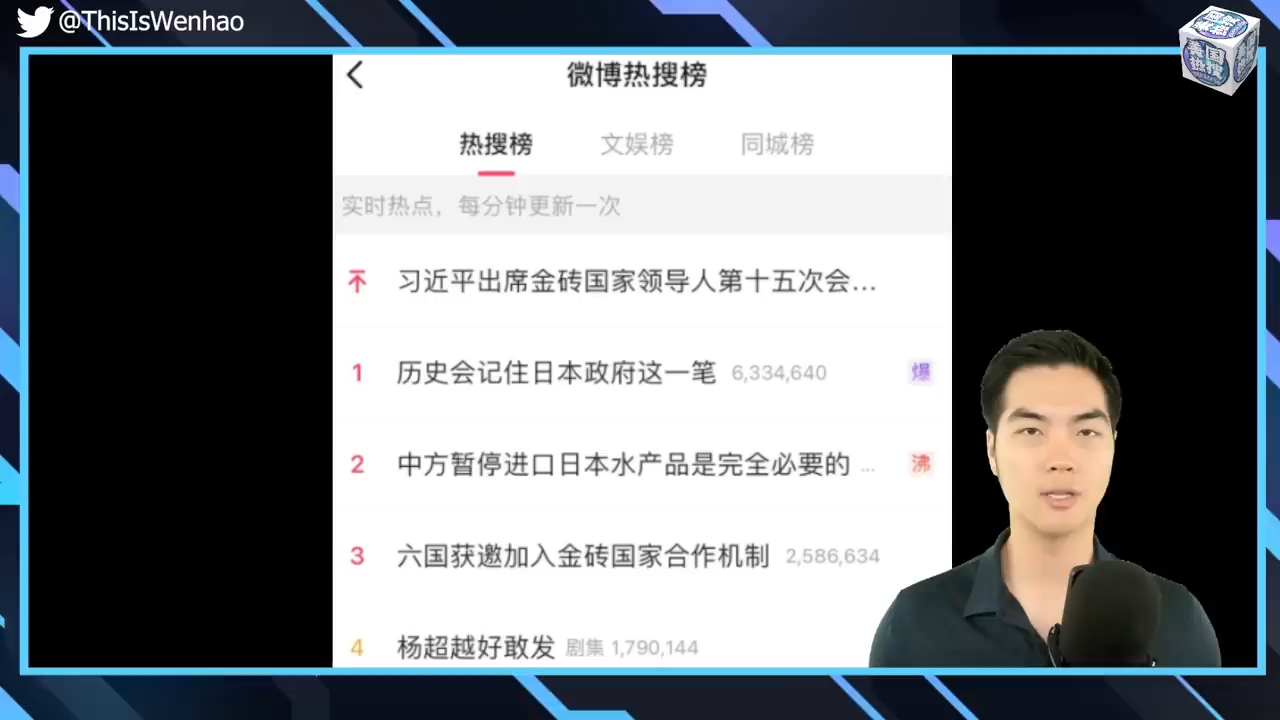 @ThisIsWenhao
美国
热搜
微博热搜榜
热搜榜 文娱榜 同城榜
实时热点，每分钟更新一次
习近平出席金砖国家领导人第十五次会...
1 历史会记住日本政府这一笔 6,334,640 爆
2 中方暂停进口日本水产品是完全必要的 ... 沸
3 六国获邀加入金砖国家合作机制 2,586,634
4 杨超越好敢发 剧集 1,790,144